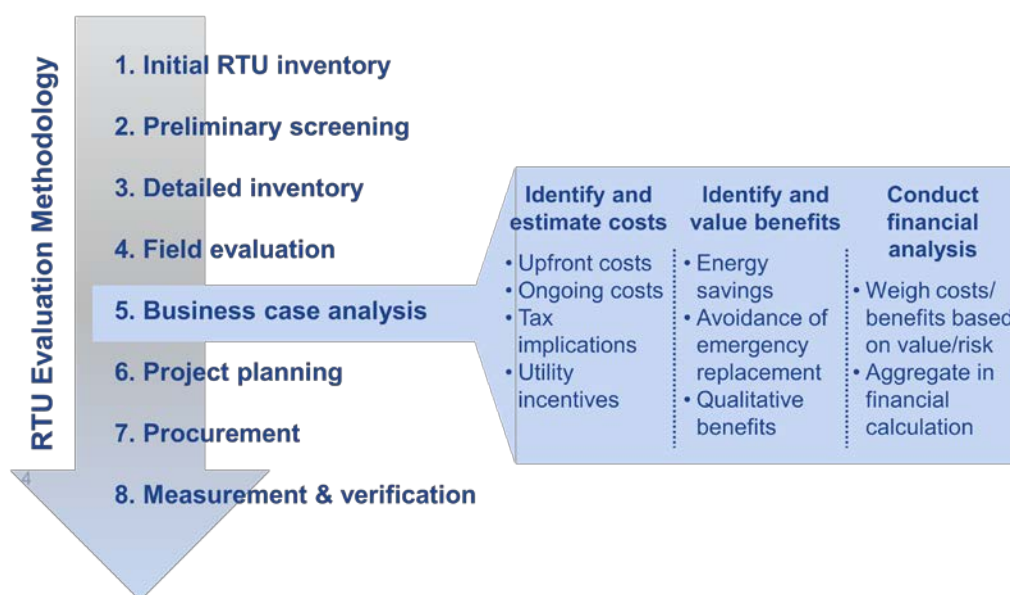 RTU Evaluation Methodology
1. Initial RTU inventory
2. Preliminary screening
3. Detailed inventory
4. Field evaluation
5. Business case analysis
6. Project planning
7. Procurement
8. Measurement & verification
4
Identify and
estimate costs
• Upfront costs
• Ongoing costs
• Tax
implications
• Utility
incentives
Identify and
value benefits
• Energy
savings
• Avoidance of
emergency
replacement
• Qualitative
benefits
Conduct
financial
analysis
• Weigh costs/
benefits based
on value/risk
• Aggregate in
financial
calculation